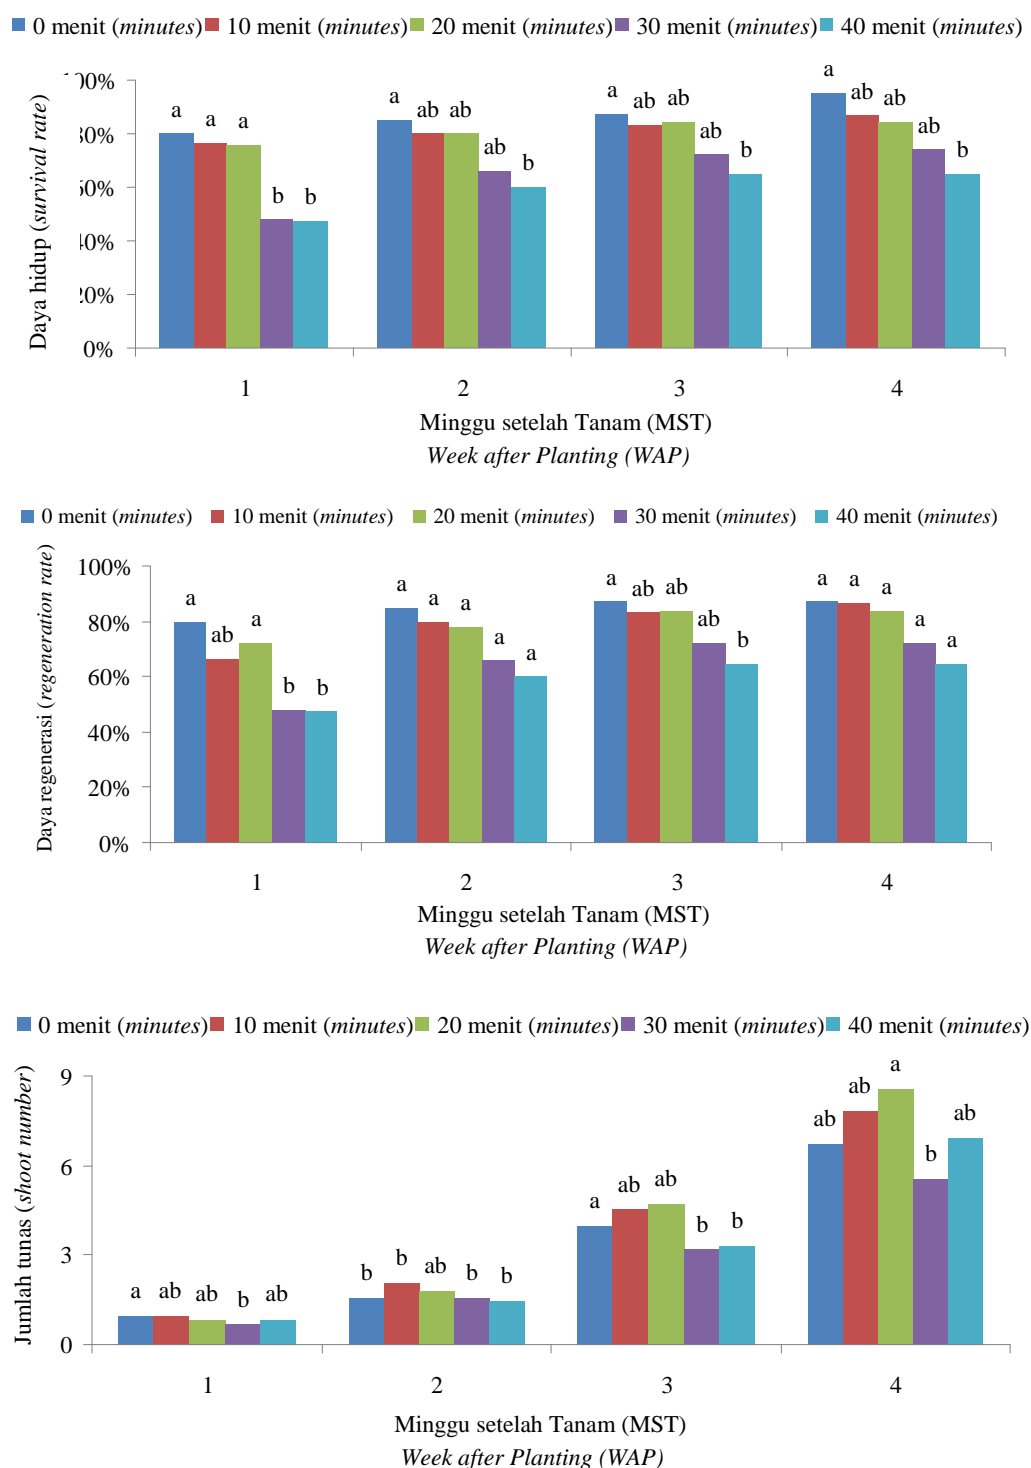 0 menit (minutes) 10 menit (minutes) 20 menit (minutes) 30 menit (minutes) 40 menit (minutes)
Daya hidup (survival rate)
100%
80%
60%
40%
20%
0%
a a a b b
a ab ab ab b
a ab ab ab b
a ab ab ab b
1 2 3 4
Minggu setelah Tanam (MST)
Week after Planting (WAP)
0 menit (minutes) 10 menit (minutes) 20 menit (minutes) 30 menit (minutes) 40 menit (minutes)
Daya regenerasi (regeneration rate)
100%
80%
60%
40%
20%
0%
a ab a b b
a a a a a
a ab ab ab b
a a a a a
1 2 3 4
Minggu setelah Tanam (MST)
Week after Planting (WAP)
0 menit (minutes) 10 menit (minutes) 20 menit (minutes) 30 menit (minutes) 40 menit (minutes)
Jumlah tunas (shoot number)
9
6
3
0
a ab ab b ab
b b ab b b
a ab ab b b
ab ab a b ab
1 2 3 4
Minggu setelah Tanam (MST)
Week after Planting (WAP)